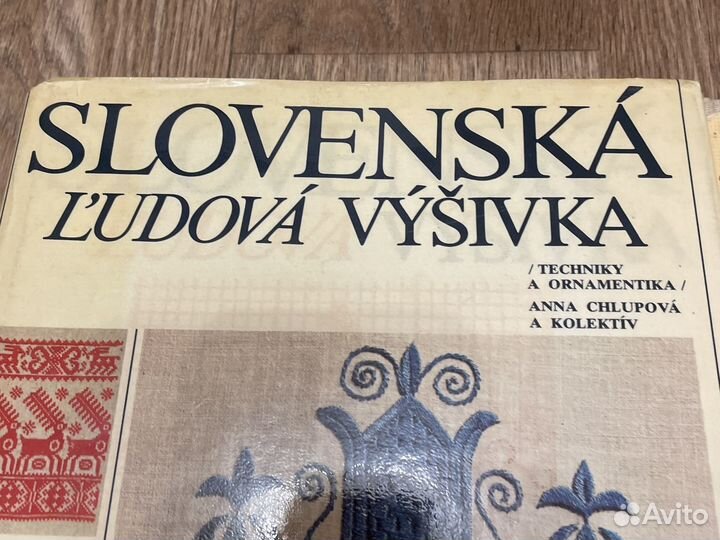 SLOVENSKÁ
ĽUDOVÁ VÝŠIVKA
/ TECHNIKY
A ORNAMENTIKA /
ANNA CHLUPOVÁ
A KOLEKTÍV
Avito